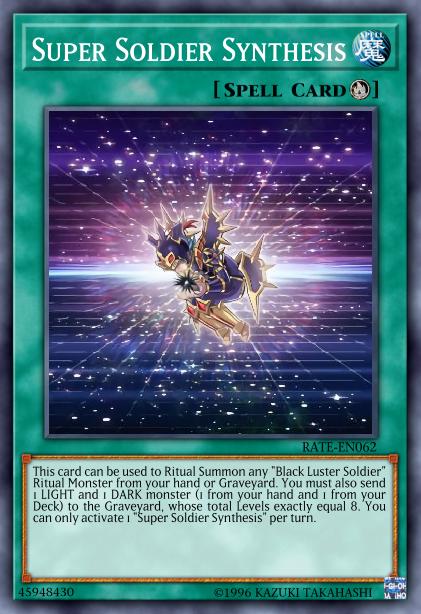 SUPER SOLDIER SYNTHESIS
SPELL
魔
[SPELL CARD]
RATE-EN062
This card can be used to Ritual Summon any "Black Luster Soldier"
Ritual Monster from your hand or Graveyard. You must also send
1 LIGHT and 1 DARK monster (1 from your hand and 1 from your
Deck) to the Graveyard, whose total Levels exactly equal 8. You
can only activate 1 "Super Soldier Synthesis" per turn.
45948430
©1996 KAZUKI TAKAHASHI